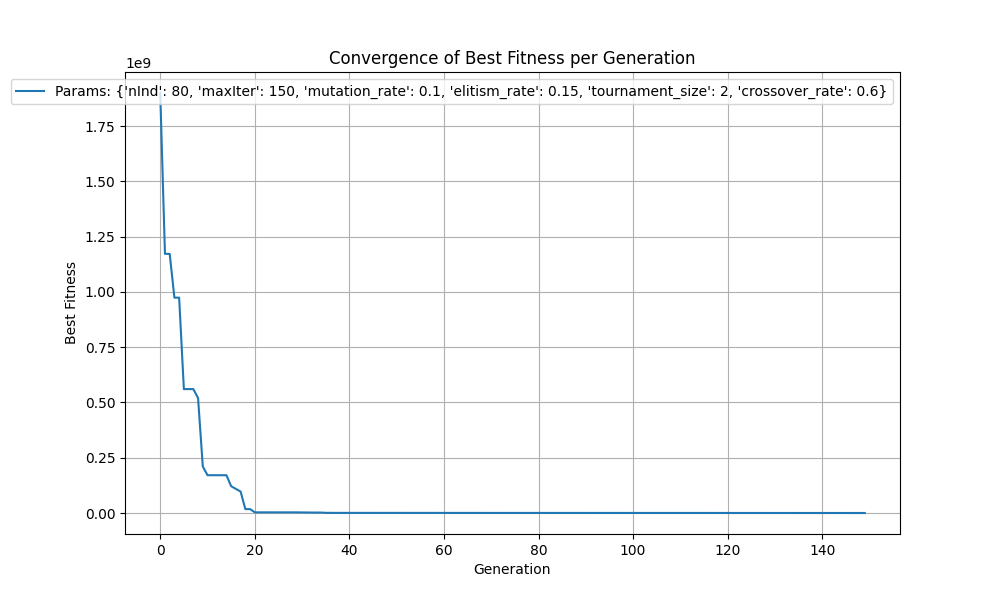 Convergence of Best Fitness per Generation
1e9
Params: {'nInd': 80, 'maxIter': 150, 'mutation_rate': 0.1, 'elitism_rate': 0.15, 'tournament_size': 2, 'crossover_rate': 0.6}
1.75
1.50
1.25
1.00
0.75
0.50
0.25
0.00
Best Fitness
0 20 40 60 80 100 120 140
Generation